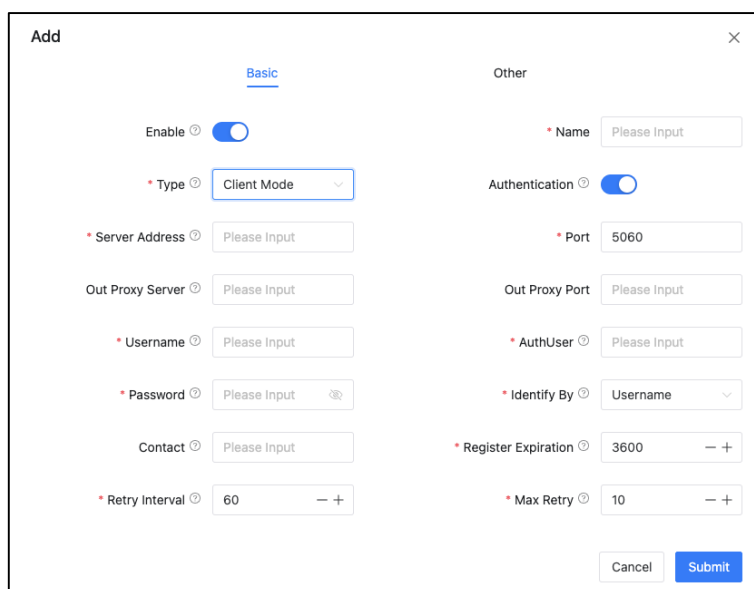 Add
Basic Other
Enable * Name Please Input
* Type Client Mode Authentication
* Server Address Please Input * Port 5060
Out Proxy Server Please Input Out Proxy Port Please Input
* Username Please Input * AuthUser Please Input
* Password Please Input * Identify By Username
Contact Please Input * Register Expiration 3600
* Retry Interval 60 * Max Retry 10
Cancel Submit